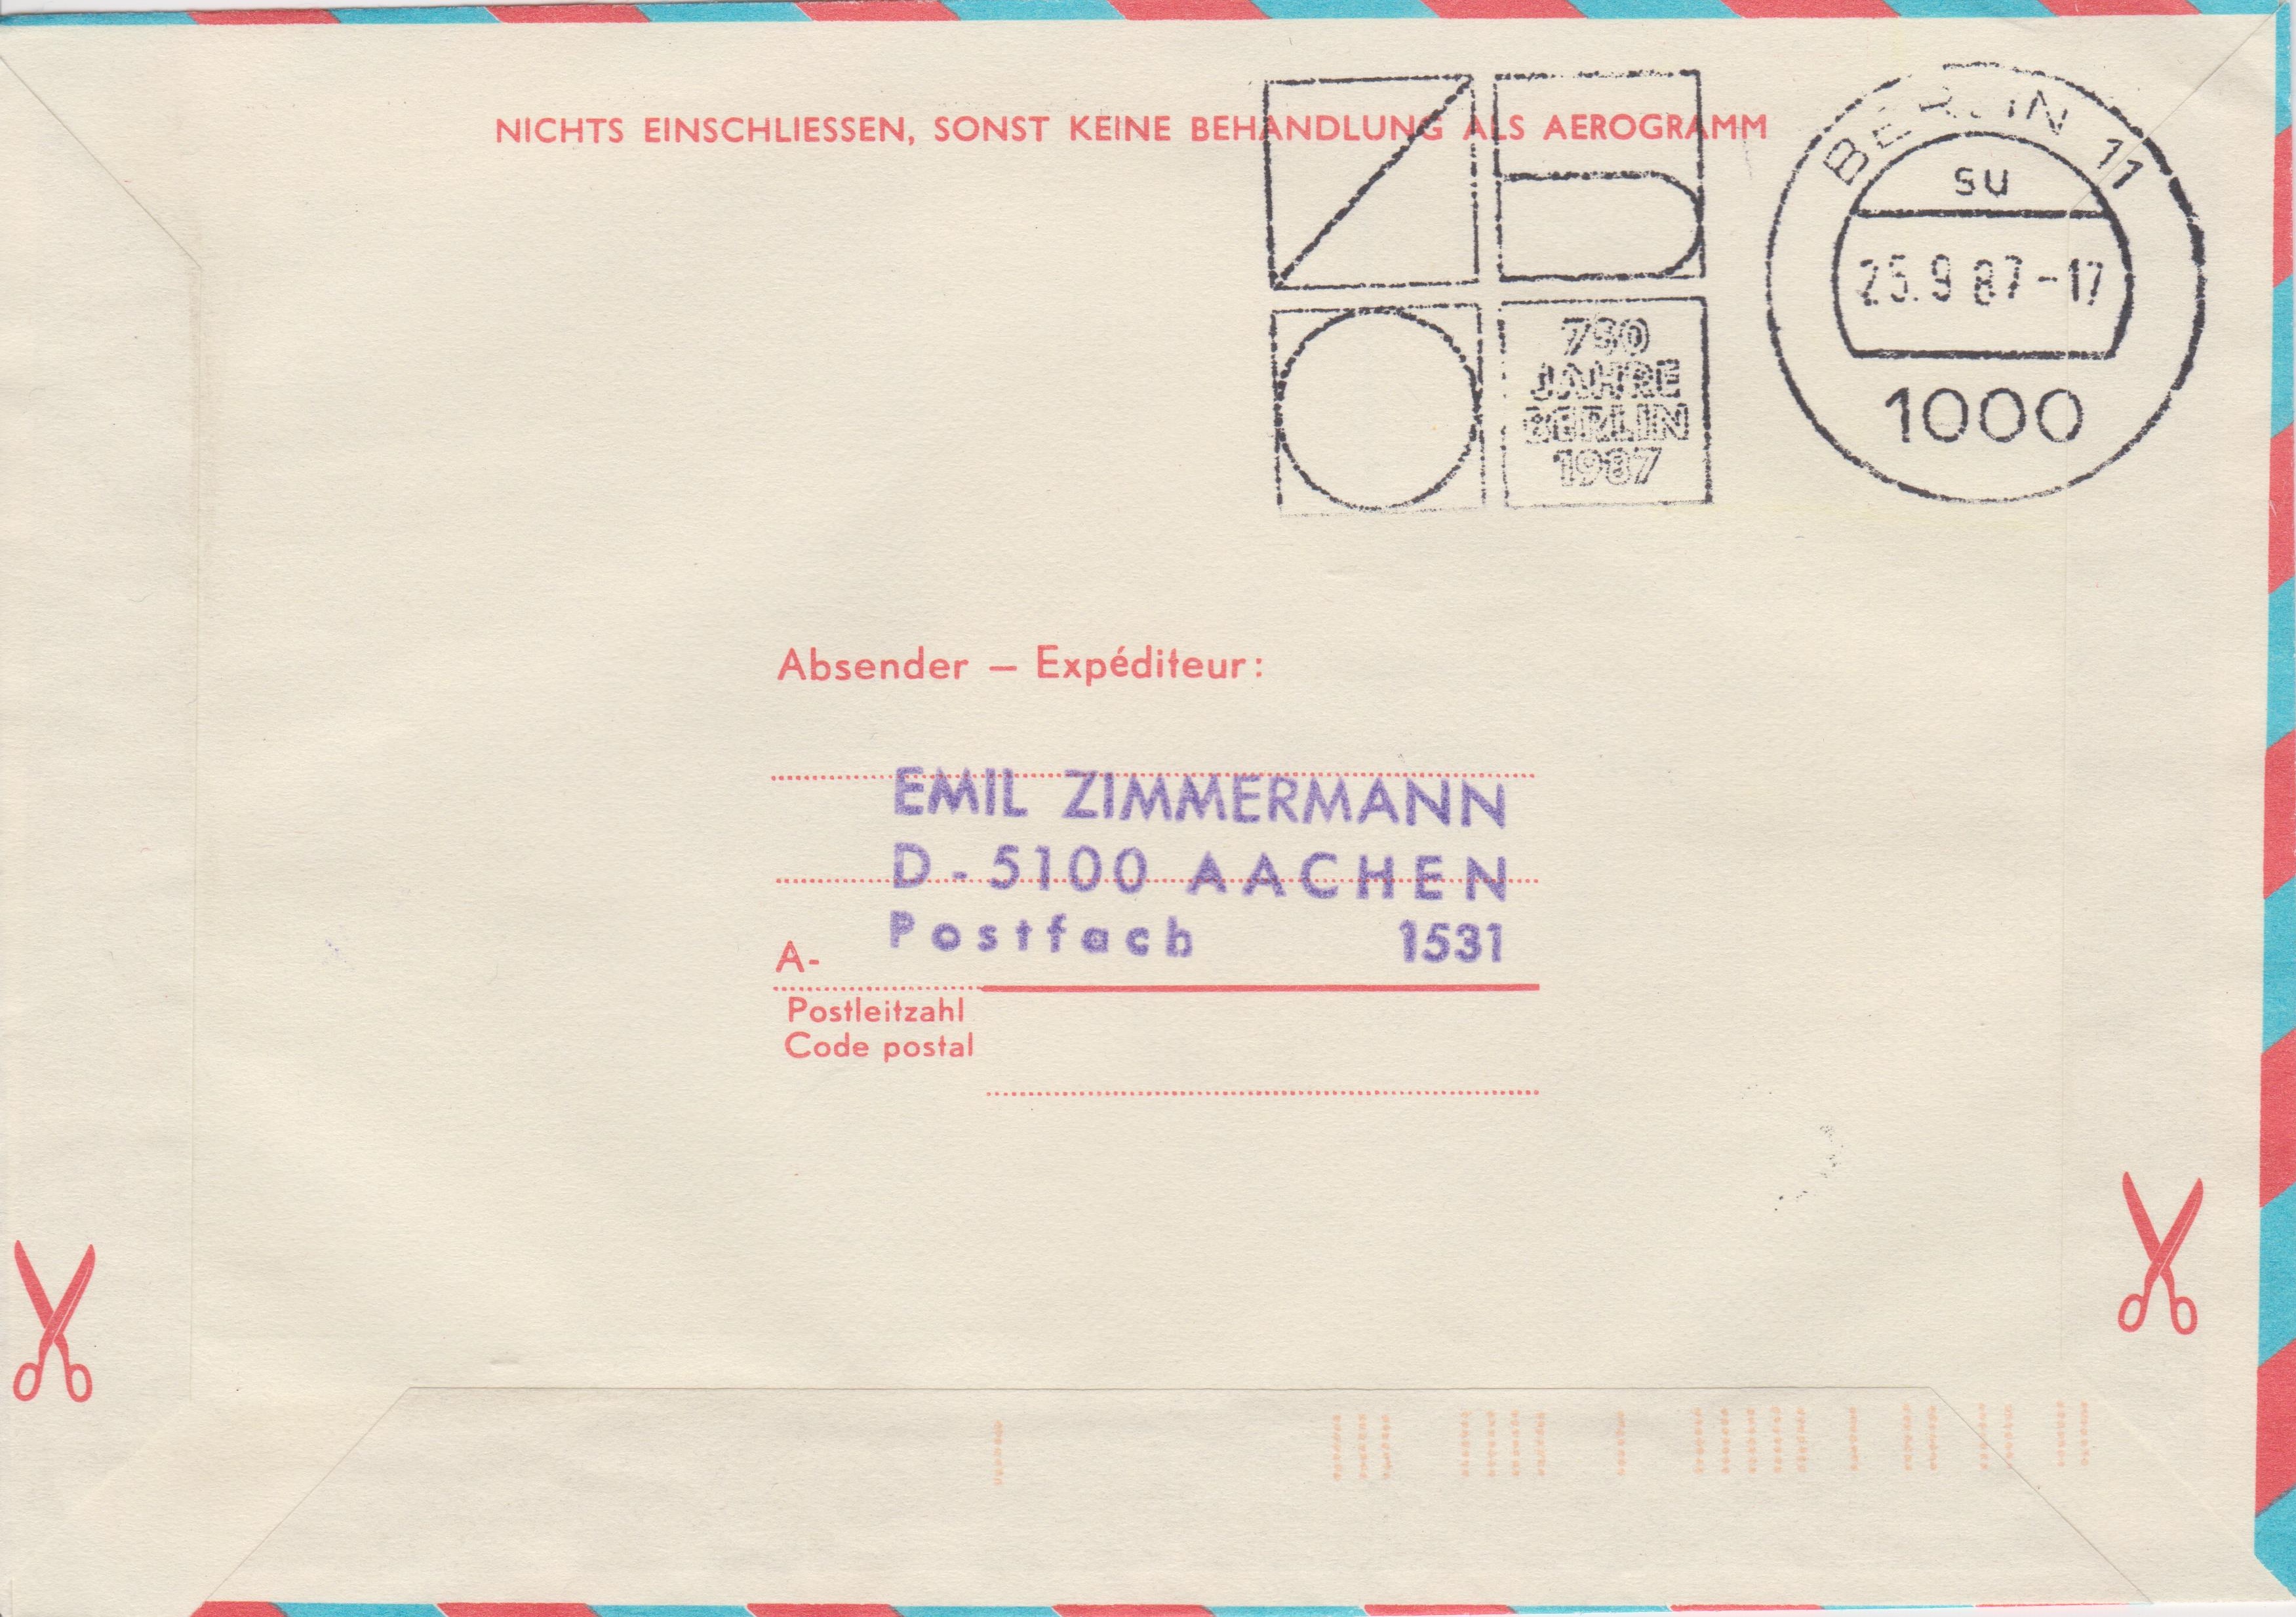 NICHTS EINSCHLIESSEN, SONST KEINE BEHANDLUNG ALS AEROGRAMM
BERLIN 11
su
25.9 87-17
1000
750
JAHRE
BERLIN
1987
Absender – Expéditeur:
EMIL ZIMMERMANN
D-5100 AACHEN
Postfach 1531
A-
Postleitzahl
Code postal